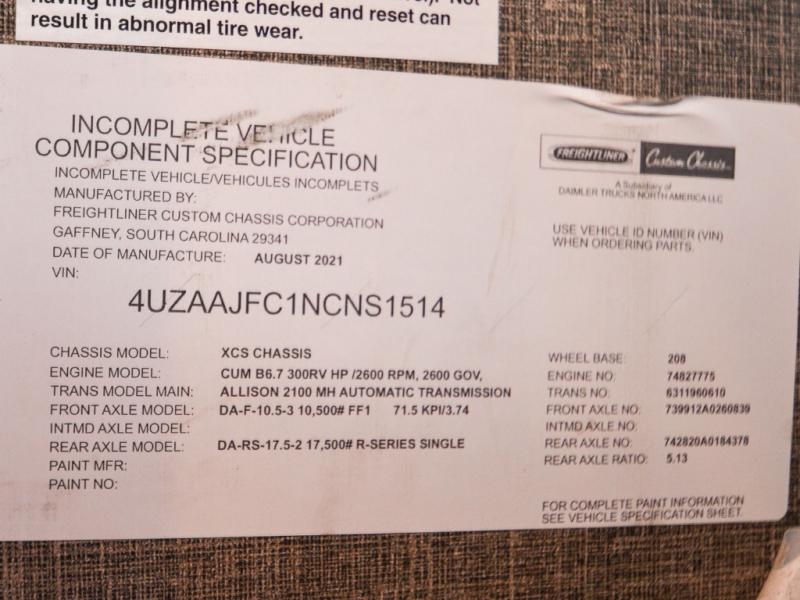 having the alignment checked and reset can
result in abnormal tire wear.
INCOMPLETE VEHICLE
COMPONENT SPECIFICATION
INCOMPLETE VEHICLE/VEHICULES INCOMPLETS
MANUFACTURED BY:
FREIGHTLINER CUSTOM CHASSIS CORPORATION
GAFFNEY, SOUTH CAROLINA 29341
DATE OF MANUFACTURE: AUGUST 2021
VIN:
4UZAAJFC1NCNS1514
FREIGHTLINER Custom Chassis
A Subsidiary of
DAIMLER TRUCKS NORTH AMERICA LLC
USE VEHICLE ID NUMBER (VIN)
WHEN ORDERING PARTS.
CHASSIS MODEL: XCS CHASSIS
ENGINE MODEL: CUM B6.7 300RV HP /2600 RPM, 2600 GOV,
TRANS MODEL MAIN: ALLISON 2100 MH AUTOMATIC TRANSMISSION
FRONT AXLE MODEL: DA-F-10.5-3 10,500# FF1 71.5 KPI/3.74
INTMD AXLE MODEL:
REAR AXLE MODEL: DA-RS-17.5-2 17,500# R-SERIES SINGLE
PAINT MFR:
PAINT NO:
WHEEL BASE: 208
ENGINE NO: 74827775
TRANS NO: 6311960610
FRONT AXLE NO: 739912A0260839
INTMD AXLE NO:
REAR AXLE NO: 742820A0184378
REAR AXLE RATIO: 5.13
FOR COMPLETE PAINT INFORMATION
SEE VEHICLE SPECIFICATION SHEET.